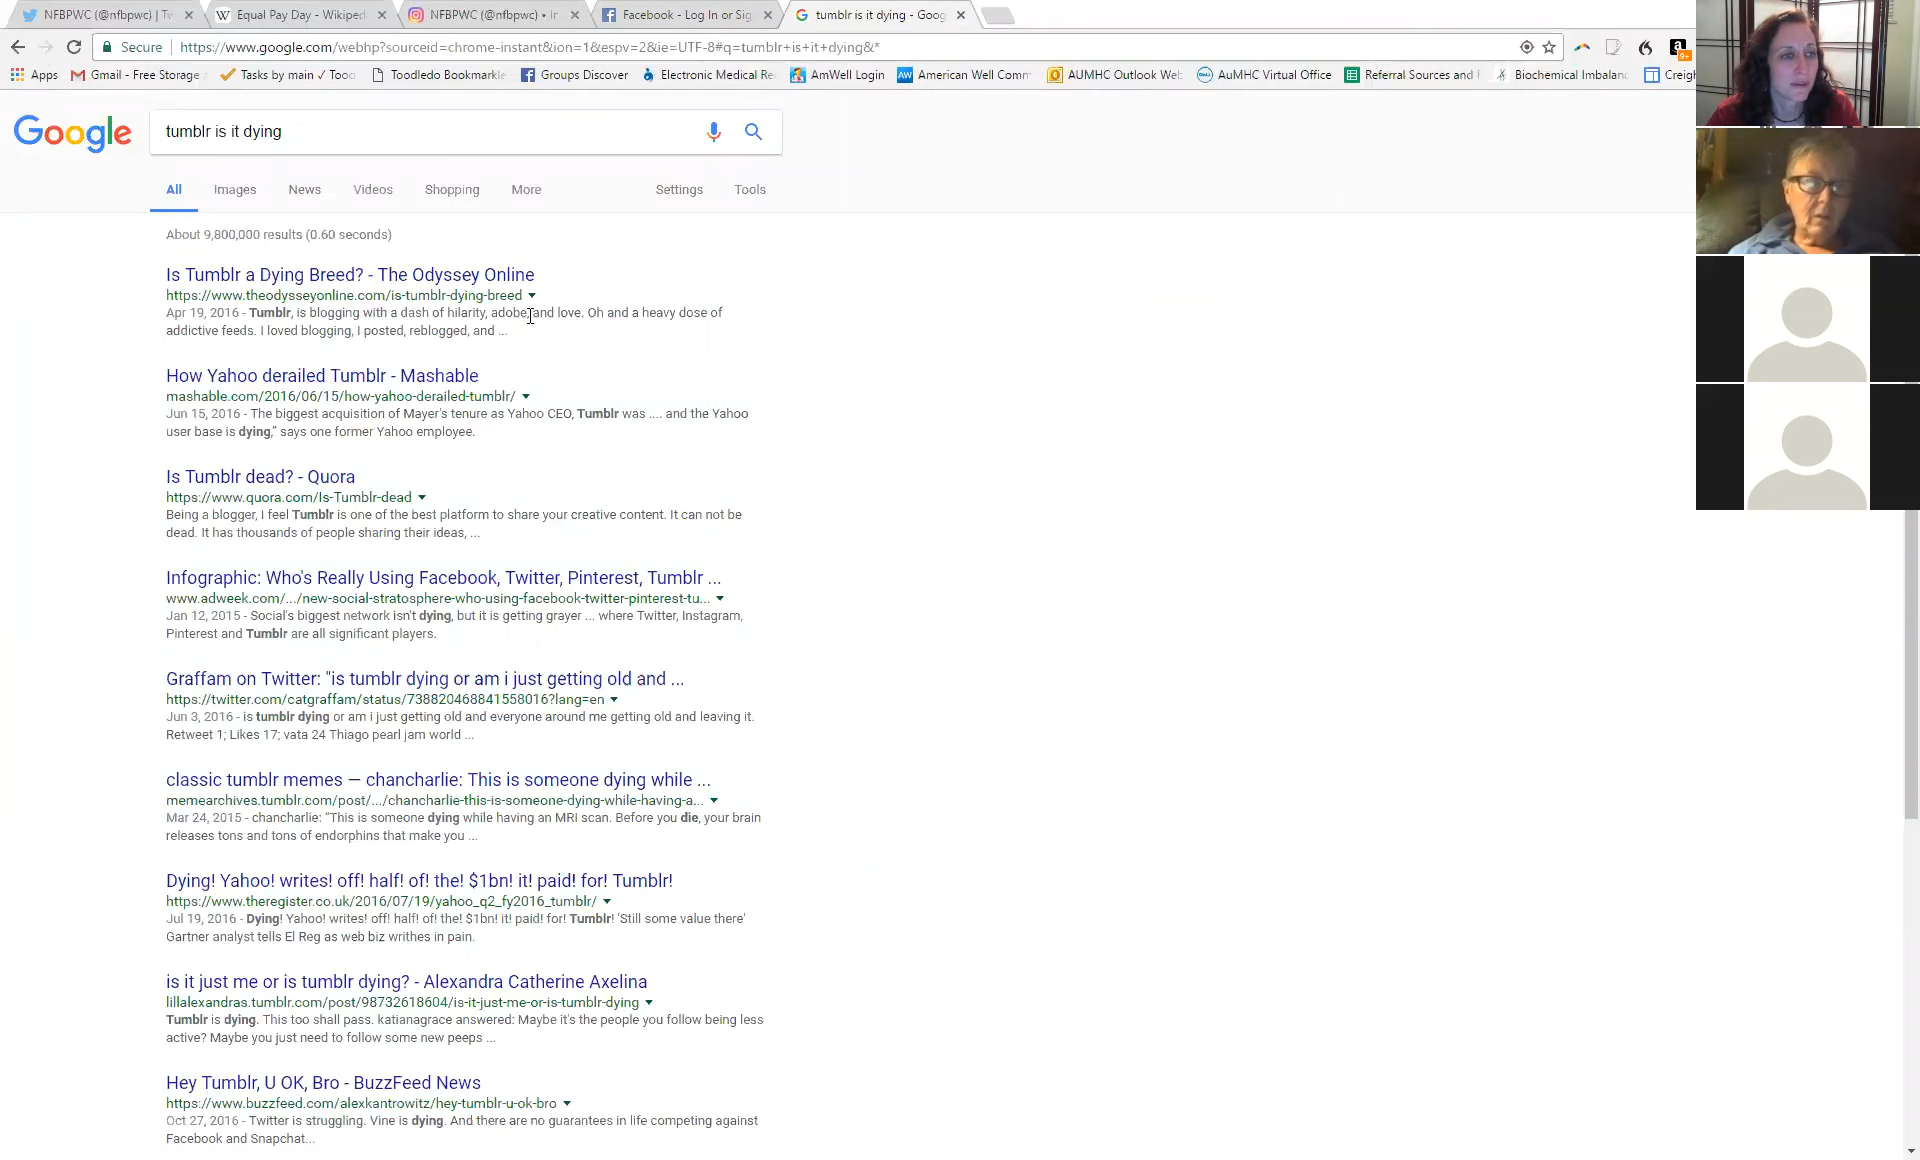 NFBPWC (@nfbpwc) | Tw
Equal Pay Day - Wikiped
NFBPWC (@nfbpwc) • In
Facebook - Log In or Sig
tumblr is it dying - Goog
Secure https://www.google.com/webhp?sourceid=chrome-instant&ion=1&espv=2&ie=UTF-8#q=tumblr+is+it+dying&*
Apps Gmail - Free Storage Tasks by main ✓ Tood Toodledo Bookmarkle Groups Discover Electronic Medical Re AmWell Login American Well Comm AUMHC Outlook Web AuMHC Virtual Office Referral Sources and Biochemical Imbalan Creigh
Google
tumblr is it dying
All Images News Videos Shopping More Settings Tools
About 9,800,000 results (0.60 seconds)
Is Tumblr a Dying Breed? - The Odyssey Online
https://www.theodysseyonline.com/is-tumblr-dying-breed
Apr 19, 2016 - Tumblr, is blogging with a dash of hilarity, adobe, and love. Oh and a heavy dose of
addictive feeds. I loved blogging, I posted, reblogged, and ...
How Yahoo derailed Tumblr - Mashable
mashable.com/2016/06/15/how-yahoo-derailed-tumblr/
Jun 15, 2016 - The biggest acquisition of Mayer's tenure as Yahoo CEO, Tumblr was .... and the Yahoo
user base is dying,” says one former Yahoo employee.
Is Tumblr dead? - Quora
https://www.quora.com/Is-Tumblr-dead
Being a blogger, I feel Tumblr is one of the best platform to share your creative content. It can not be
dead. It has thousands of people sharing their ideas, ...
Infographic: Who's Really Using Facebook, Twitter, Pinterest, Tumblr ...
www.adweek.com/.../new-social-stratosphere-who-using-facebook-twitter-pinterest-tu...
Jan 12, 2015 - Social's biggest network isn't dying, but it is getting grayer ... where Twitter, Instagram,
Pinterest and Tumblr are all significant players.
Graffam on Twitter: "is tumblr dying or am i just getting old and ...
https://twitter.com/catgraffam/status/738820468841558016?lang=en
Jun 3, 2016 - is tumblr dying or am i just getting old and everyone around me getting old and leaving it.
Retweet 1; Likes 17; vata 24 Thiago pearl jam world ...
classic tumblr memes — chancharlie: This is someone dying while ...
memearchives.tumblr.com/post/.../chancharlie-this-is-someone-dying-while-having-a...
Mar 24, 2015 - chancharlie: “This is someone dying while having an MRI scan. Before you die, your brain
releases tons and tons of endorphins that make you ...
Dying! Yahoo! writes! off! half! of! the! $1bn! it! paid! for! Tumblr!
https://www.theregister.co.uk/2016/07/19/yahoo_q2_fy2016_tumblr/
Jul 19, 2016 - Dying! Yahoo! writes! off! half! of! the! $1bn! it! paid! for! Tumblr! 'Still some value there'
Gartner analyst tells El Reg as web biz writhes in pain.
is it just me or is tumblr dying? - Alexandra Catherine Axelina
lillalexandras.tumblr.com/post/98732618604/is-it-just-me-or-is-tumblr-dying
Tumblr is dying. This too shall pass. katianagrace answered: Maybe it's the people you follow being less
active? Maybe you just need to follow some new peeps ...
Hey Tumblr, U OK, Bro - BuzzFeed News
https://www.buzzfeed.com/alexkantrowitz/hey-tumblr-u-ok-bro
Oct 27, 2016 - Twitter is struggling. Vine is dying. And there are no guarantees in life competing against
Facebook and Snapchat...